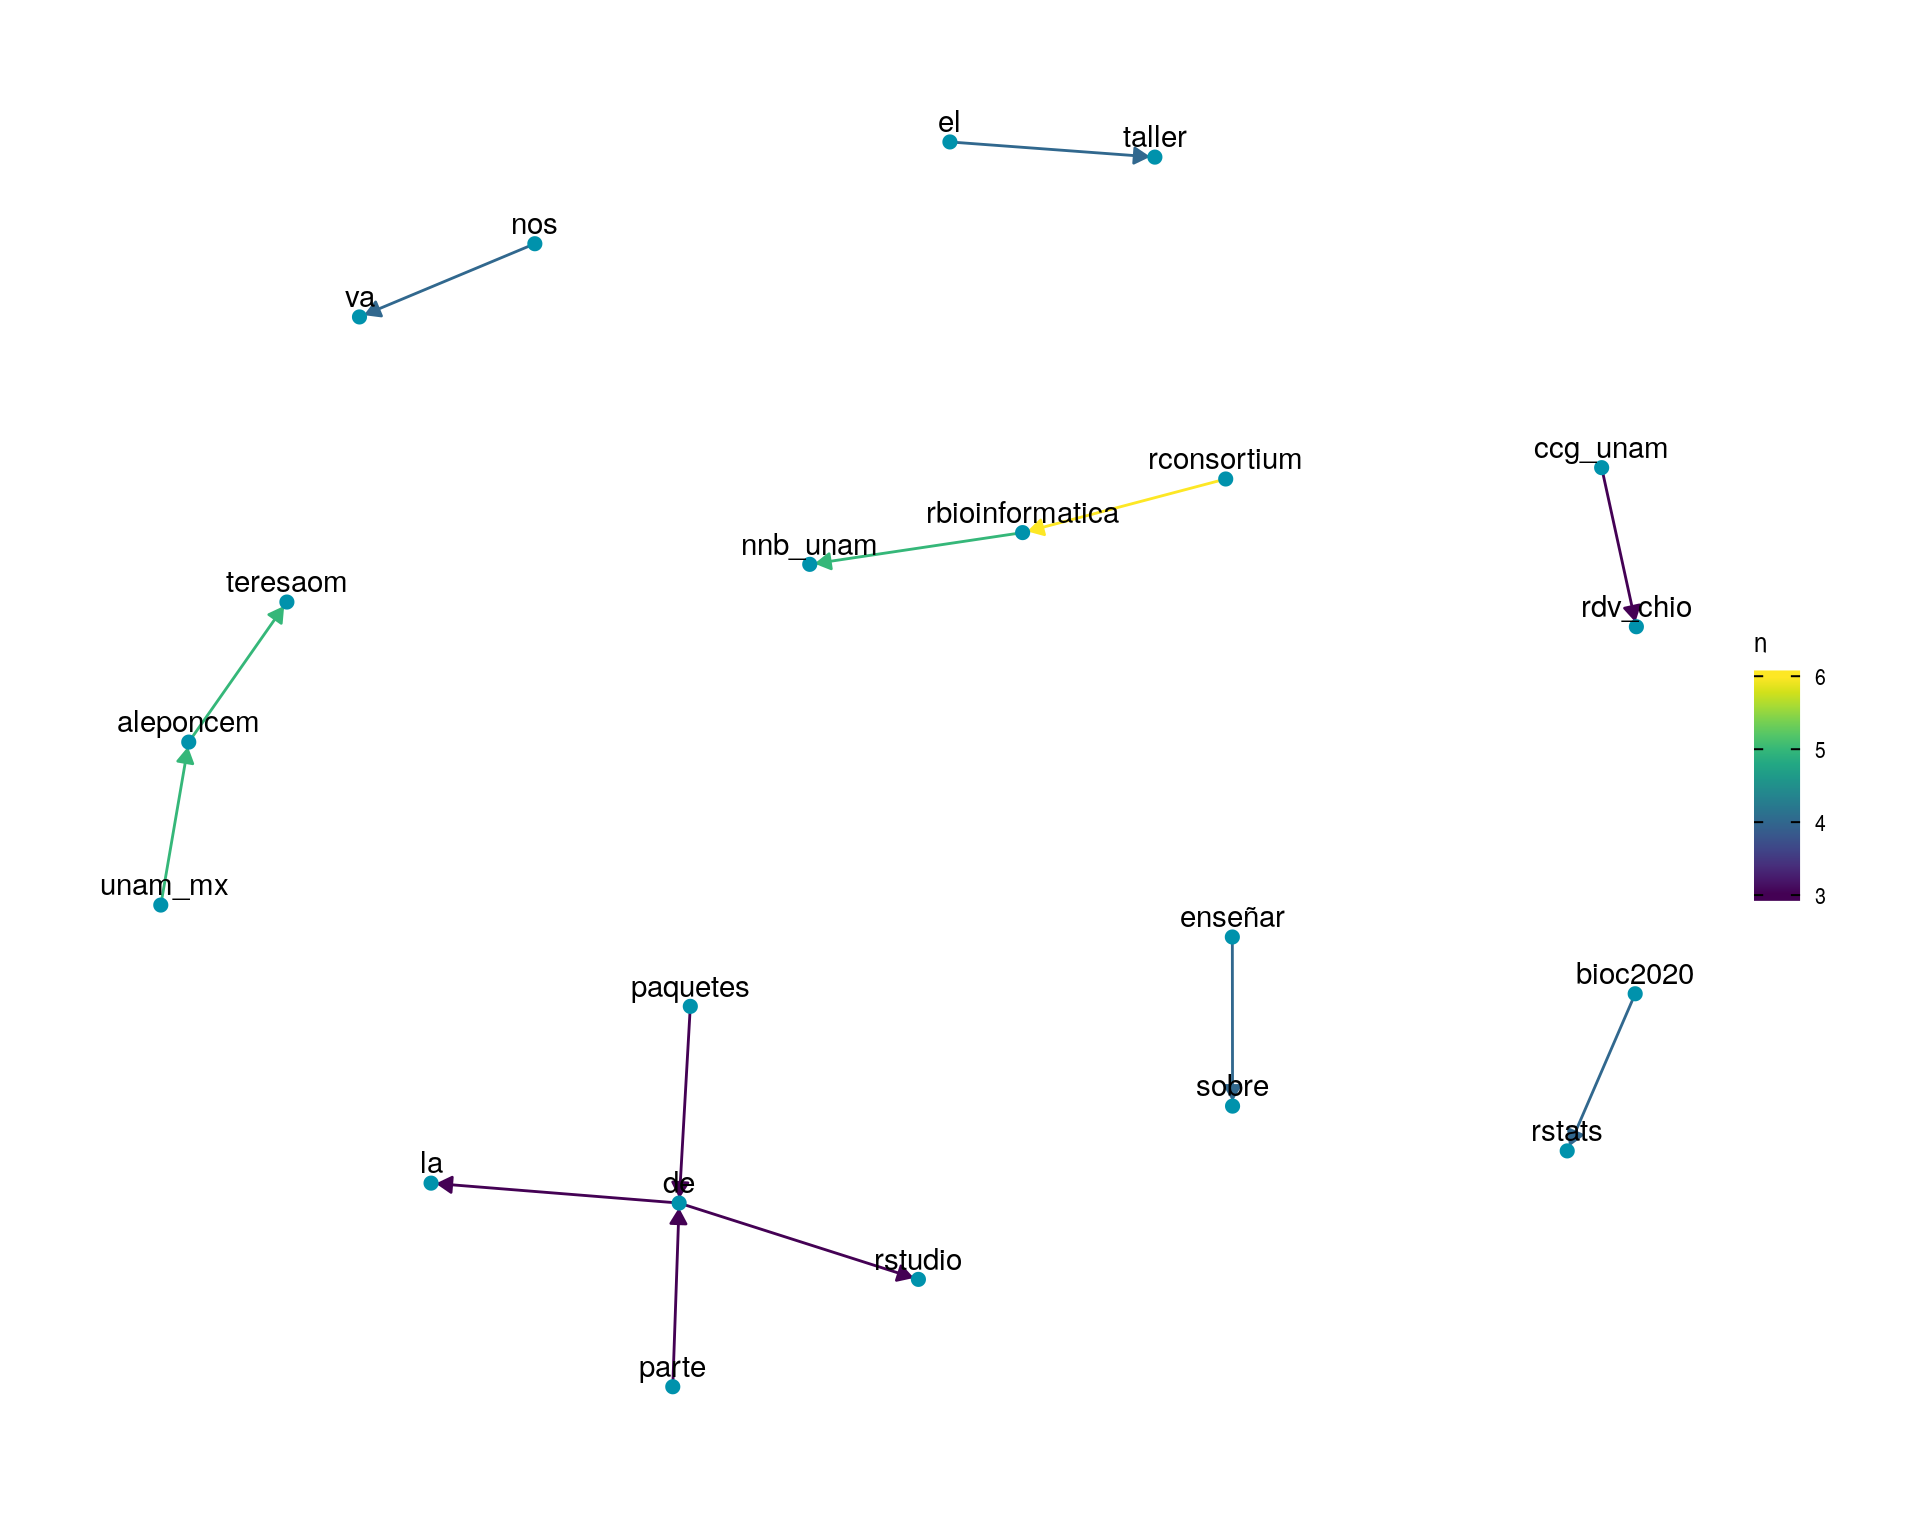 el
taller
nos
va
rconsortium
ccg_unam
rbioinformatica
nnb_unam
teresaom
rdv_chio
n
6
5
4
3
aleponcem
unam_mx
enseñar
bioc2020
paquetes
sobre
rstats
la
de
rstudio
parte